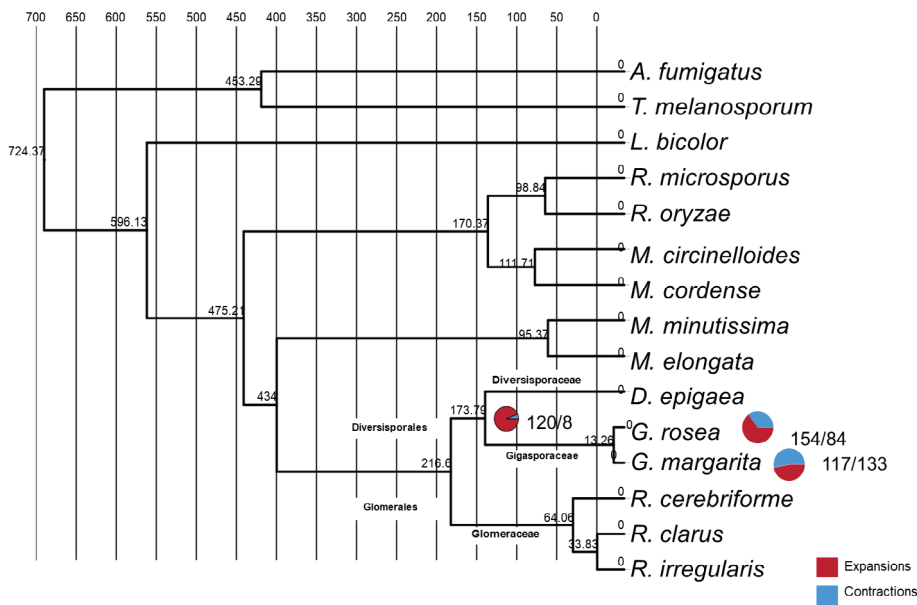 700 650 600 550 500 450 400 350 300 250 200 150 100 50 0
0
A. fumigatus
453.29
0
T. melanosporum
0
L. bicolor
724.37
0
R. microsporus
98.84
0
R. oryzae
596.13
170.37
0
M. circinelloides
111.71
0
M. cordense
475.21
0
M. minutissima
95.37
0
M. elongata
Diversisporaceae
0
D. epigaea
434
173.79
120/8
Diversisporales
0
G. rosea
154/84
13.26
Gigasporaceae
0
G. margarita
117/133
216.6
0
R. cerebriforme
Glomerales
64.06
Glomeraceae
0
R. clarus
33.83
0
R. irregularis
Expansions
Contractions